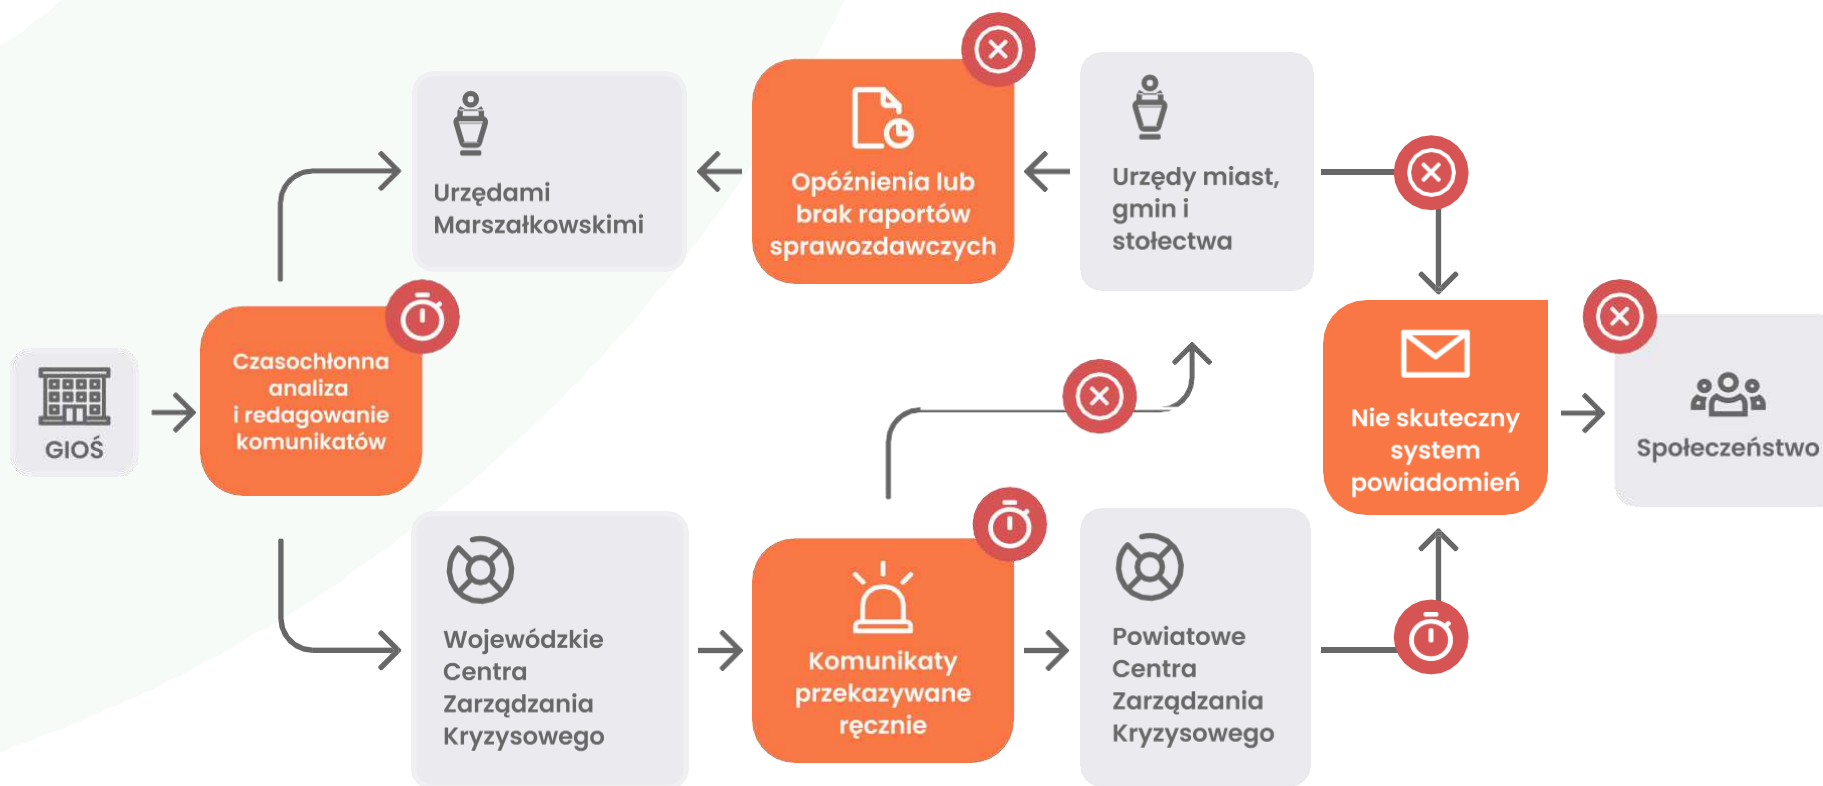 GIOŚ
Czasochłonna
analiza
i redagowanie
komunikatów
Urzędami
Marszałkowskimi
Opóźnienia lub
brak raportów
sprawozdawczych
Urzędy miast,
gmin i
stołectwa
Wojewódzkie
Centra
Zarządzania
Kryzysowego
Komunikaty
przekazywane
ręcznie
Powiatowe
Centra
Zarządzania
Kryzysowego
Nie skuteczny
system
powiadomień
Społeczeństwo